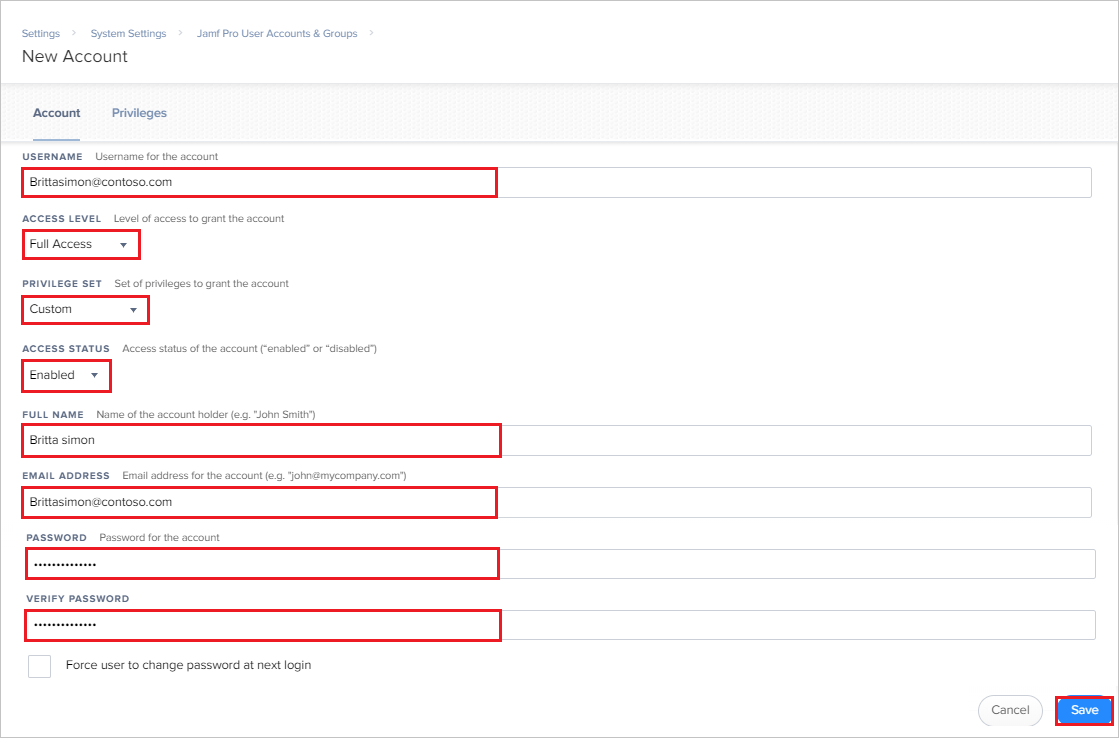 Settings > System Settings > Jamf Pro User Accounts & Groups >
New Account
Account Privileges
USERNAME Username for the account
Brittasimon@contoso.com
ACCESS LEVEL Level of access to grant the account
Full Access
PRIVILEGE SET Set of privileges to grant the account
Custom
ACCESS STATUS Access status of the account (“enabled” or “disabled”)
Enabled
FULL NAME Name of the account holder (e.g. "John Smith")
Britta simon
EMAIL ADDRESS Email address for the account (e.g. "john@mycompany.com")
Brittasimon@contoso.com
PASSWORD Password for the account
••••••••••••••
VERIFY PASSWORD
••••••••••••••
Force user to change password at next login
Cancel Save